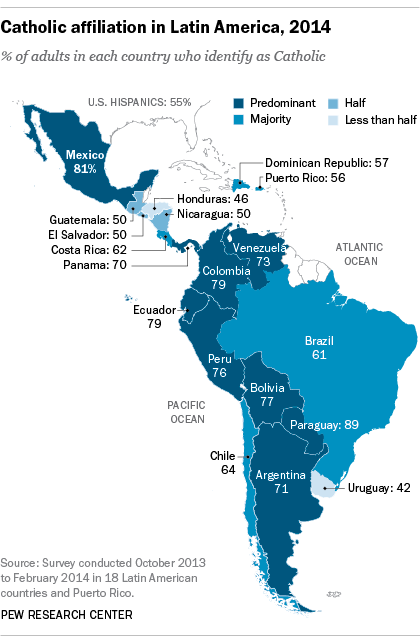 Catholic affiliation in Latin America, 2014
% of adults in each country who identify as Catholic
U.S. HISPANICS: 55%
Predominant
Majority
Half
Less than half
Mexico
81%
Dominican Republic: 57
Puerto Rico: 56
Honduras: 46
Nicaragua: 50
Guatemala: 50
El Salvador: 50
Costa Rica: 62
Panama: 70
Venezuela
73
ATLANTIC
OCEAN
Colombia
79
Ecuador
79
Brazil
61
Peru
76
Bolivia
77
PACIFIC
OCEAN
Paraguay: 89
Chile
64
Argentina
71
Uruguay: 42
Source: Survey conducted October 2013
to February 2014 in 18 Latin American
countries and Puerto Rico.
PEW RESEARCH CENTER